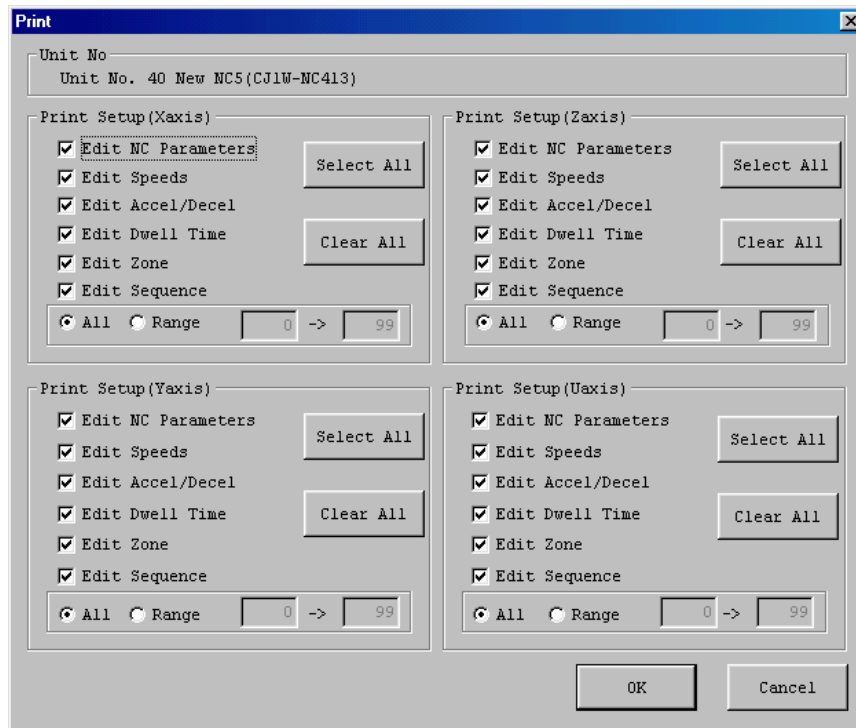 Print
Unit No
Unit No. 40 New NC5(CJ1W-NC413)
Print Setup(Xaxis)
Edit NC Parameters
Edit Speeds
Edit Accel/Decel
Edit Dwell Time
Edit Zone
Edit Sequence
Select All
Clear All
All Range 0 -> 99
Print Setup(Zaxis)
Edit NC Parameters
Edit Speeds
Edit Accel/Decel
Edit Dwell Time
Edit Zone
Edit Sequence
Select All
Clear All
All Range 0 -> 99
Print Setup(Yaxis)
Edit NC Parameters
Edit Speeds
Edit Accel/Decel
Edit Dwell Time
Edit Zone
Edit Sequence
Select All
Clear All
All Range 0 -> 99
Print Setup(Uaxis)
Edit NC Parameters
Edit Speeds
Edit Accel/Decel
Edit Dwell Time
Edit Zone
Edit Sequence
Select All
Clear All
All Range 0 -> 99
OK Cancel